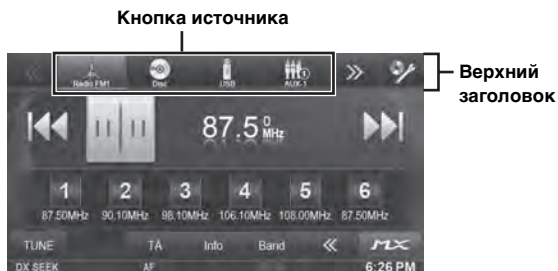 Кнопка источника
Radio FM1 Disc USB AUX-1
Верхний
заголовок
87.50 MHz
1 2 3 4 5 6
87.50MHz 90.10MHz 98.10MHz 106.10MHz 108.00MHz 87.50MHz
TUNE TA Info Band MX
DX SEEK AF 6:26 PM